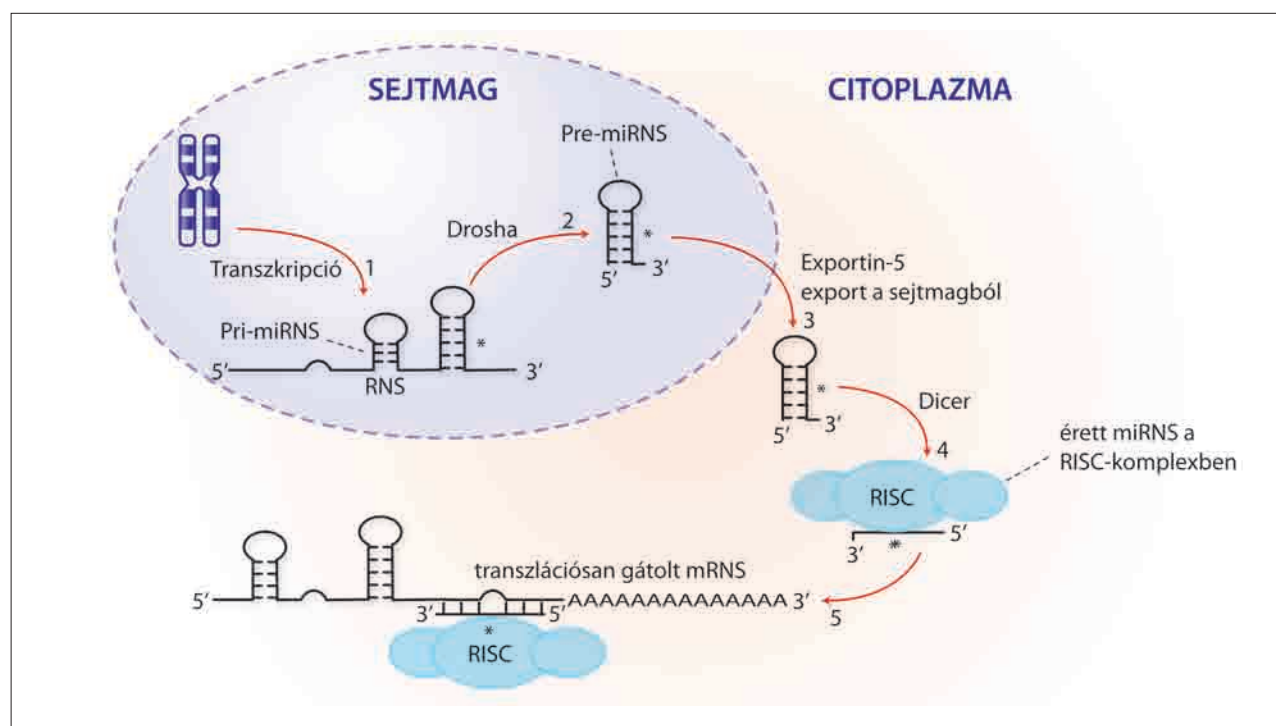 SEJTMAG
CITOPLAZMA
Pre-miRNS
Drosha
2
*
5’
3’
Transzkripció
1
Exportin-5
export a sejtmagból
3
Pri-miRNS
*
5’
3’
RNS
*
5’
3’
Dicer
4
érett miRNS a
RISC-komplexben
RISC
3’
*
5’
transzlációsan gátolt mRNS
5’
AAAAAAAAAAAAAA 3’
5
3’
5’
*
RISC